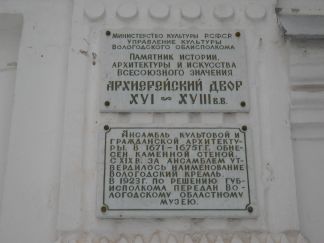 Министерство культуры РСФСР
Управление культуры
Вологодского облисполкома
Памятник истории,
архитектуры и искусства
всесоюзного значения
Архиерейский двор
XVI ~ XVIII в.в.
Ансамбль культовой и
гражданской архитекту-
ры. В 1671-1675 г.г. обне-
сен каменной стеной.
С XIX в. за ансамблем ут-
вердилось наименование
Вологодский кремль.
В 1923 г. по решению губ-
исполкома передан Во-
логодскому областному
музею.